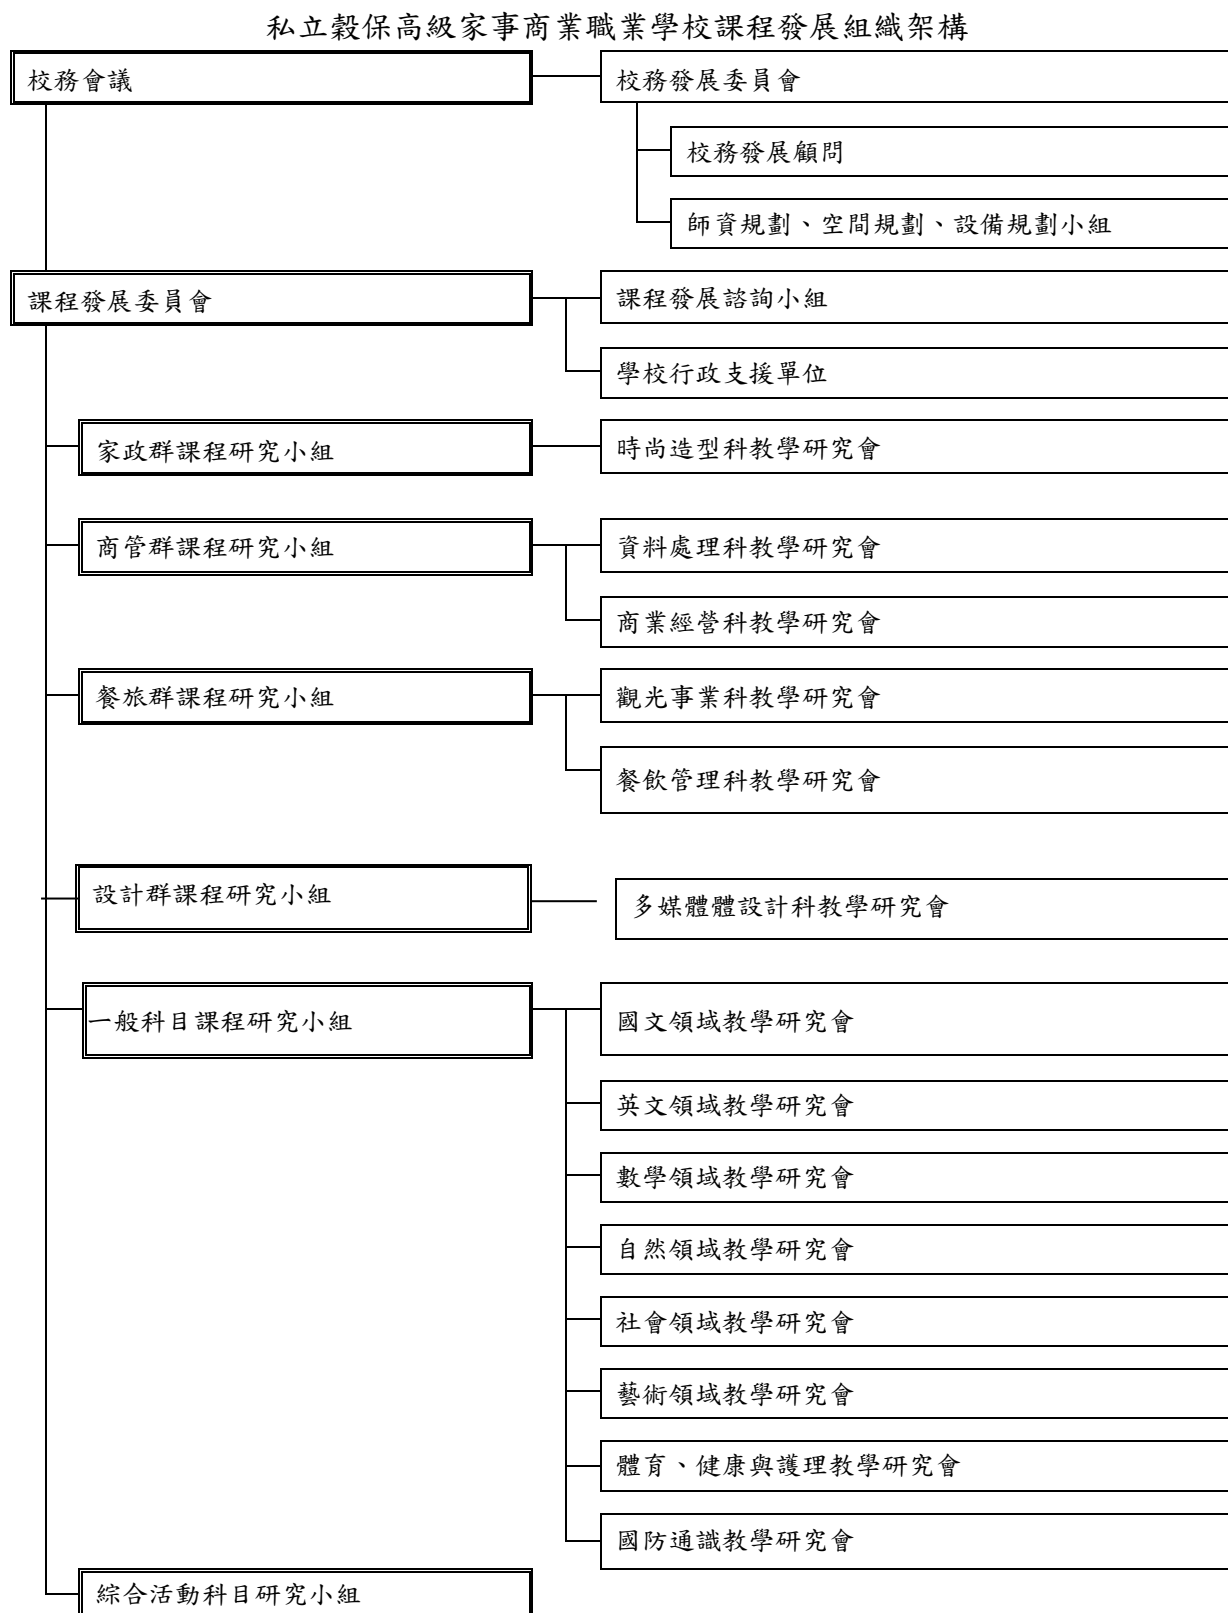 私立穀保高級家事商業職業學校課程發展組織架構
校務會議
校務發展委員會
校務發展顧問
師資規劃、空間規劃、設備規劃小組
課程發展委員會
課程發展諮詢小組
學校行政支援單位
家政群課程研究小組
時尚造型科教學研究會
商管群課程研究小組
資料處理科教學研究會
商業經營科教學研究會
餐旅群課程研究小組
觀光事業科教學研究會
餐飲管理科教學研究會
設計群課程研究小組
多媒體體設計科教學研究會
一般科目課程研究小組
國文領域教學研究會
英文領域教學研究會
數學領域教學研究會
自然領域教學研究會
社會領域教學研究會
藝術領域教學研究會
體育、健康與護理教學研究會
國防通識教學研究會
綜合活動科目研究小組